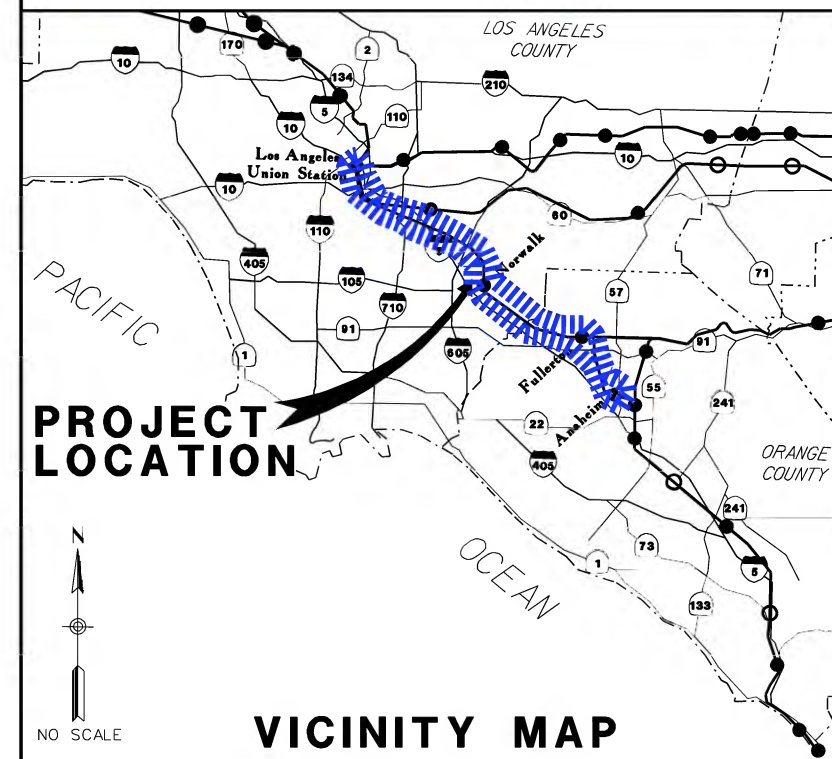 LOS ANGELES
COUNTY
170
2
10
134
210
5
110
10
Los Angeles
Union Station
10
10
60
110
Norwalk
405
71
105
57
710
91
91
1
605
Fullerton
55
PROJECT
LOCATION
PACIFIC
241
22
Anaheim
405
ORANGE
COUNTY
241
N
73
OCEAN
1
5
133
NO SCALE
VICINITY MAP